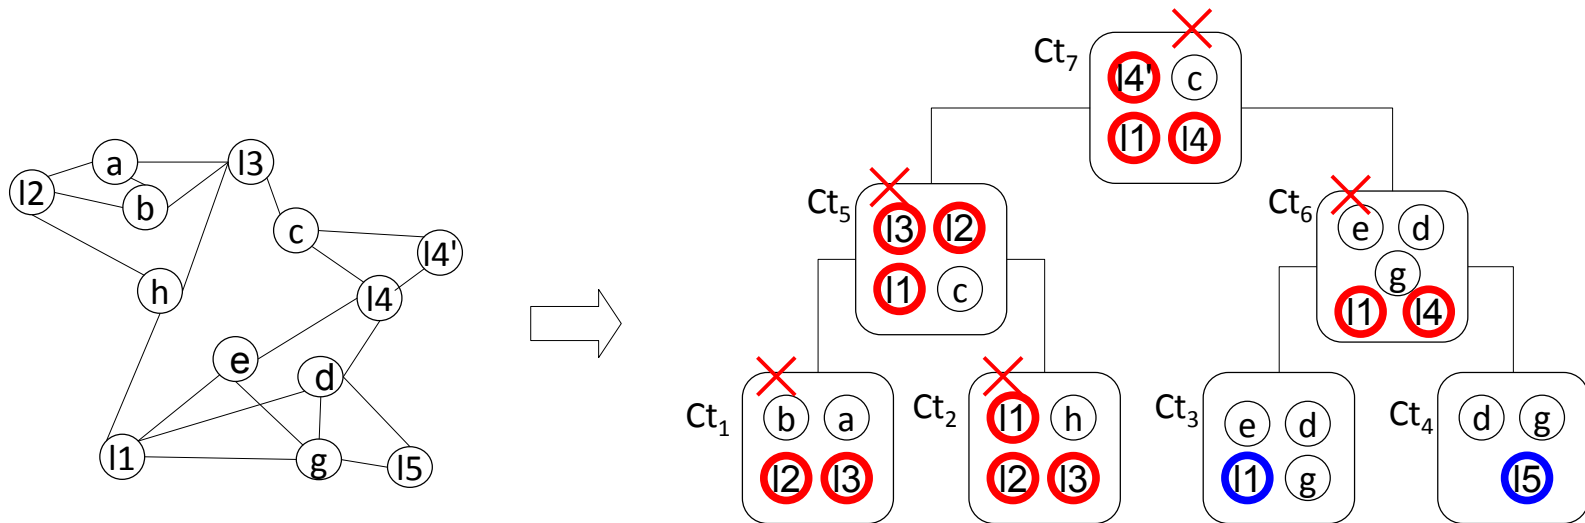 Ct7
l4' c
l1 l4
a
l3
l2
b
c
l4'
h
l4
e
d
l1
g
l5
Ct5
l3 l2
l1 c
Ct6
e d
g
l1 l4
Ct1
b a
l2 l3
Ct2
l1 h
l2 l3
Ct3
e d
l1 g
Ct4
d g
l5